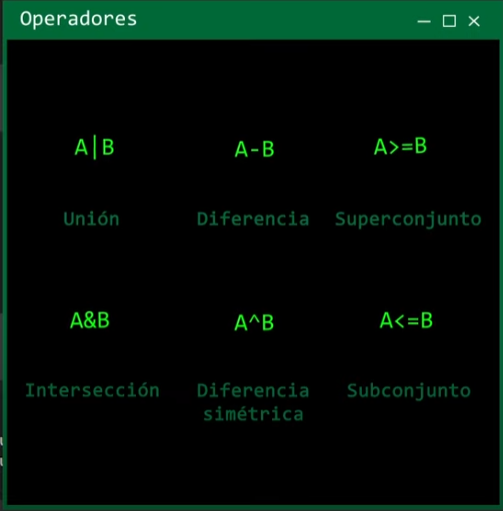 Operadores
A|B
A-B
A>=B
Unión
Diferencia
Superconjunto
A&B
A^B
A<=B
Intersección
Diferencia
simétrica
Subconjunto